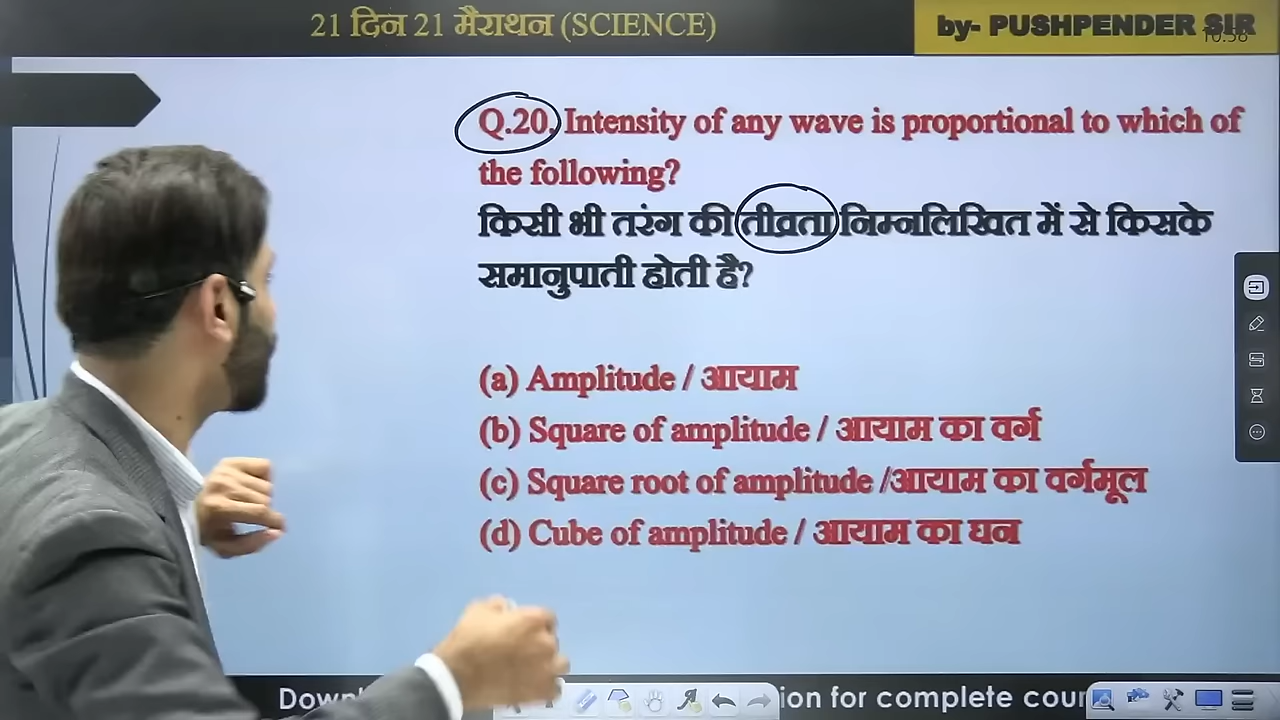 21 दिन 21 मैराथन (SCIENCE)
by- PUSHPENDER SIR
10:58
Q.20. Intensity of any wave is proportional to which of
the following?
किसी भी तरंग की तीव्रता निम्नलिखित में से किसके
समानुपाती होती है?
(a) Amplitude / आयाम
(b) Square of amplitude / आयाम का वर्ग
(c) Square root of amplitude /आयाम का वर्गमूल
(d) Cube of amplitude / आयाम का घन
for complete